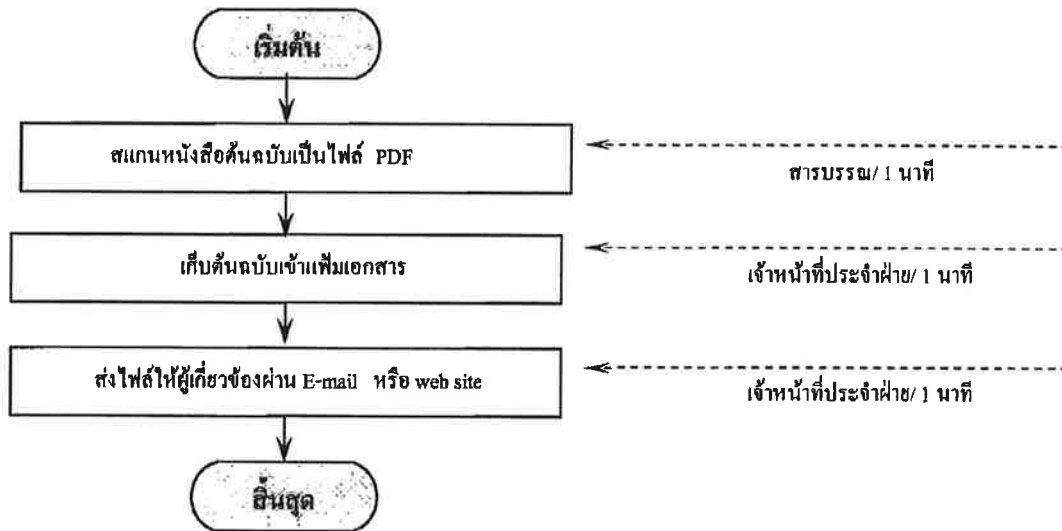 เริ่มต้น
สแกนหนังสือต้นฉบับเป็นไฟล์ PDF
สารบรรณ/ 1 นาที
เก็บต้นฉบับเข้าแฟ้มเอกสาร
เจ้าหน้าที่ประจำฝ่าย/ 1 นาที
ส่งไฟล์ให้ผู้เกี่ยวข้องผ่าน E-mail หรือ web site
เจ้าหน้าที่ประจำฝ่าย/ 1 นาที
สิ้นสุด